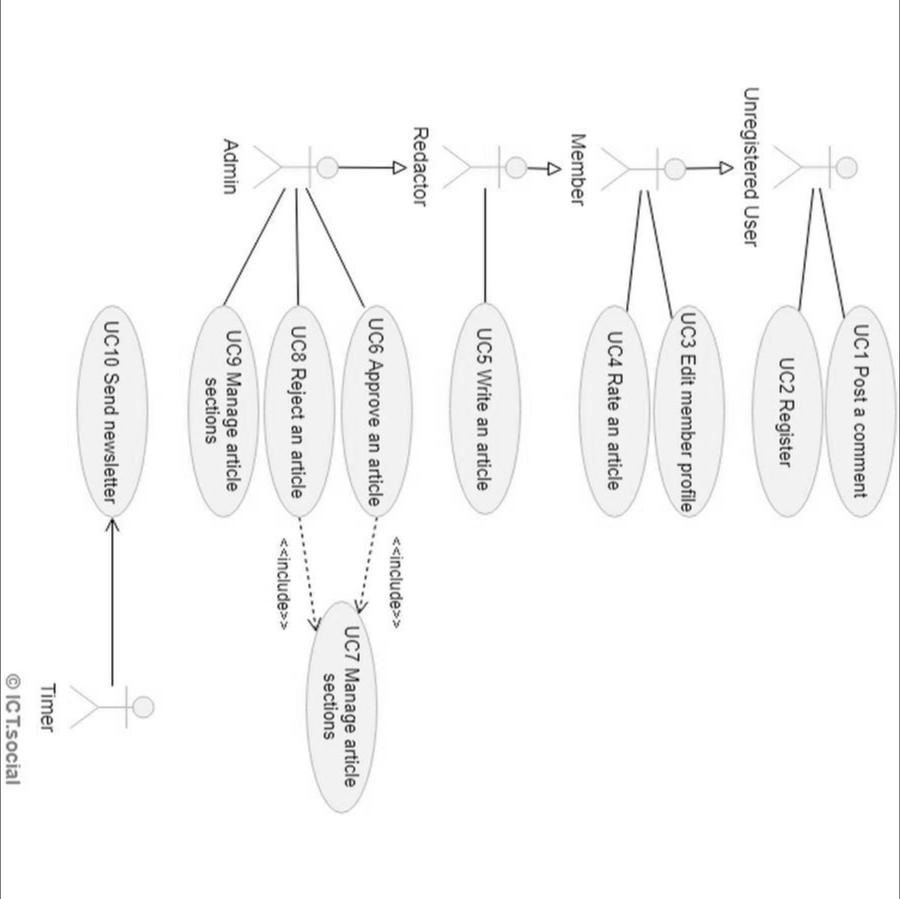 UC1 Post a comment
UC2 Register
Unregistered User
UC3 Edit member profile
UC4 Rate an article
Member
UC5 Write an article
Redactor
UC6 Approve an article
<<include>>
UC7 Manage article
sections
UC8 Reject an article
<<include>>
Admin
UC9 Manage article
sections
UC10 Send newsletter
Timer
© ICT.social